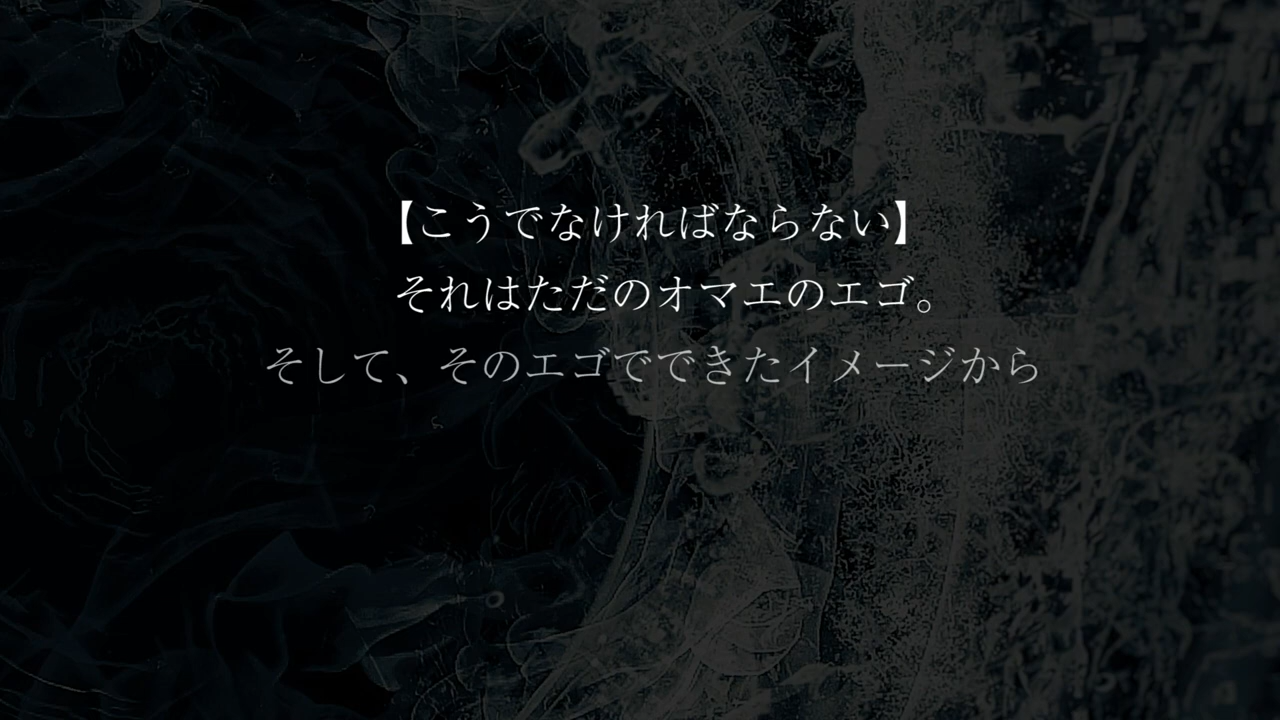 【こうでなければならない】
それはただのオマエのエゴ。
そして、そのエゴでできたイメージから